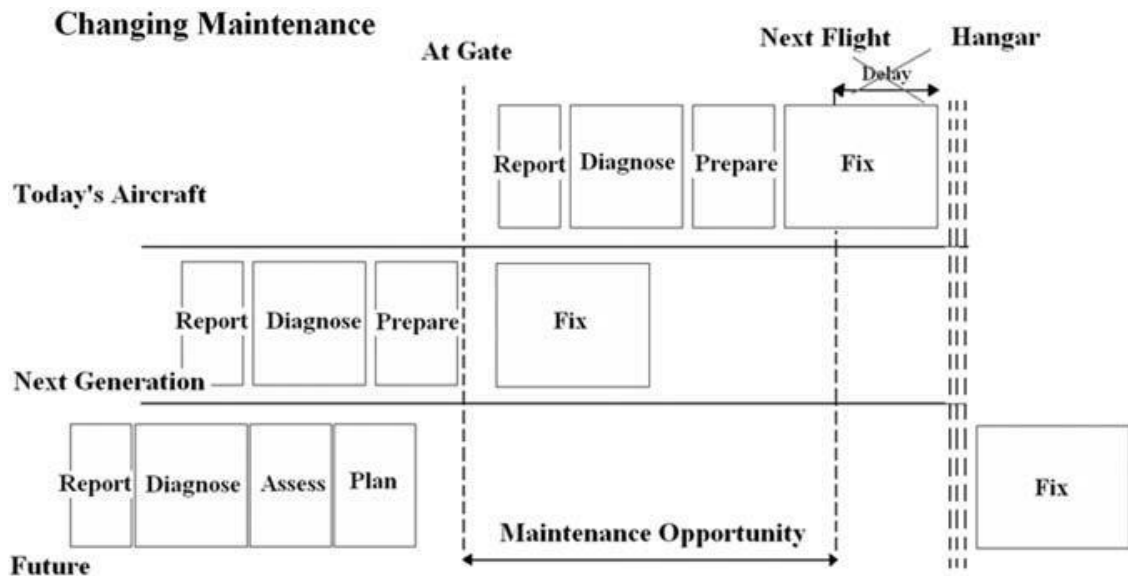 Changing Maintenance
At Gate
Next Flight
Hangar
Delay
Report
Diagnose
Prepare
Fix
Today's Aircraft
Report
Diagnose
Prepare
Fix
Next Generation
Report
Diagnose
Assess
Plan
Fix
Maintenance Opportunity
Future